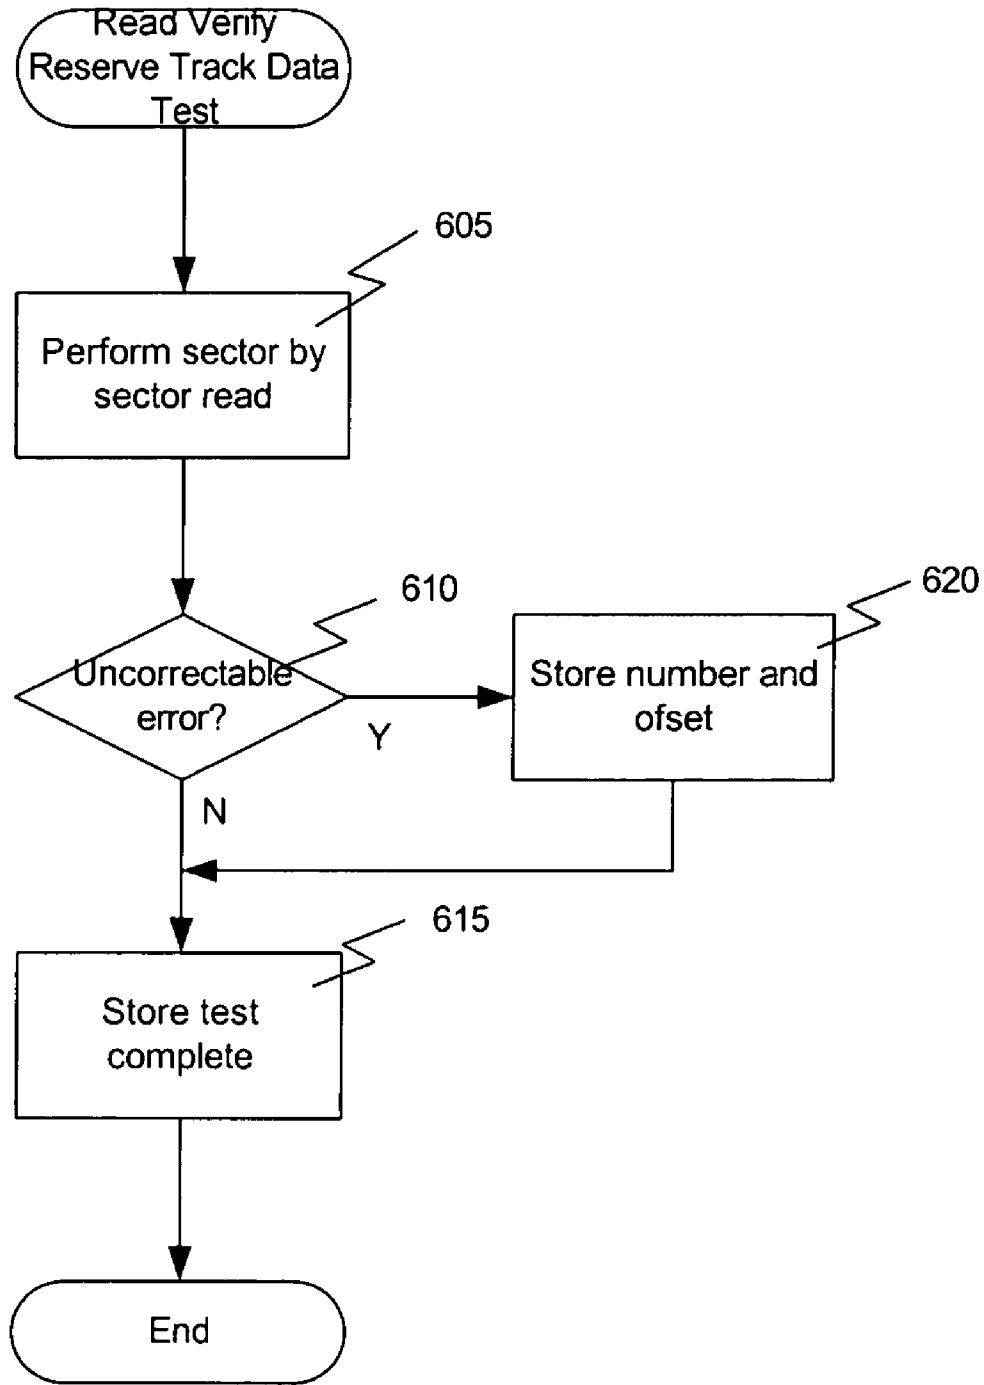 Read Verify
Reserve Track Data
Test
605
Perform sector by
sector read
610
Uncorrectable
error?
Y
620
Store number and
ofset
N
615
Store test
complete
End